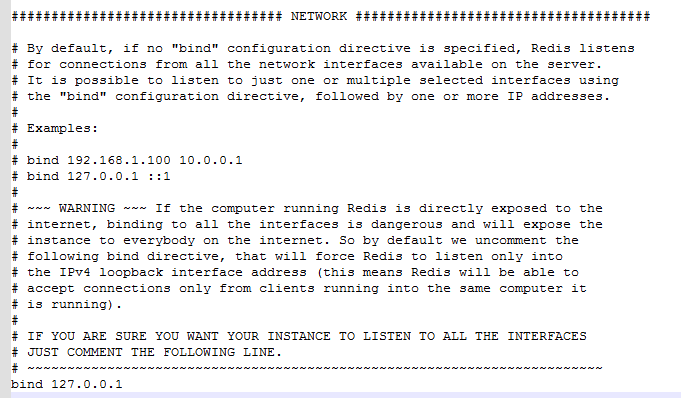 ################################## NETWORK #####################################

# By default, if no "bind" configuration directive is specified, Redis listens
# for connections from all the network interfaces available on the server.
# It is possible to listen to just one or multiple selected interfaces using
# the "bind" configuration directive, followed by one or more IP addresses.
#
# Examples:
#
# bind 192.168.1.100 10.0.0.1
# bind 127.0.0.1 ::1
#
# ~~~ WARNING ~~~ If the computer running Redis is directly exposed to the
# internet, binding to all the interfaces is dangerous and will expose the
# instance to everybody on the internet. So by default we uncomment the
# following bind directive, that will force Redis to listen only into
# the IPv4 loopback interface address (this means Redis will be able to
# accept connections only from clients running into the same computer it
# is running).
#
# IF YOU ARE SURE YOU WANT YOUR INSTANCE TO LISTEN TO ALL THE INTERFACES
# JUST COMMENT THE FOLLOWING LINE.
# ~~~~~~~~~~~~~~~~~~~~~~~~~~~~~~~~~~~~~~~~~~~~~~~~~~~~~~~~~~~~~~~~~~~~~~~~
bind 127.0.0.1